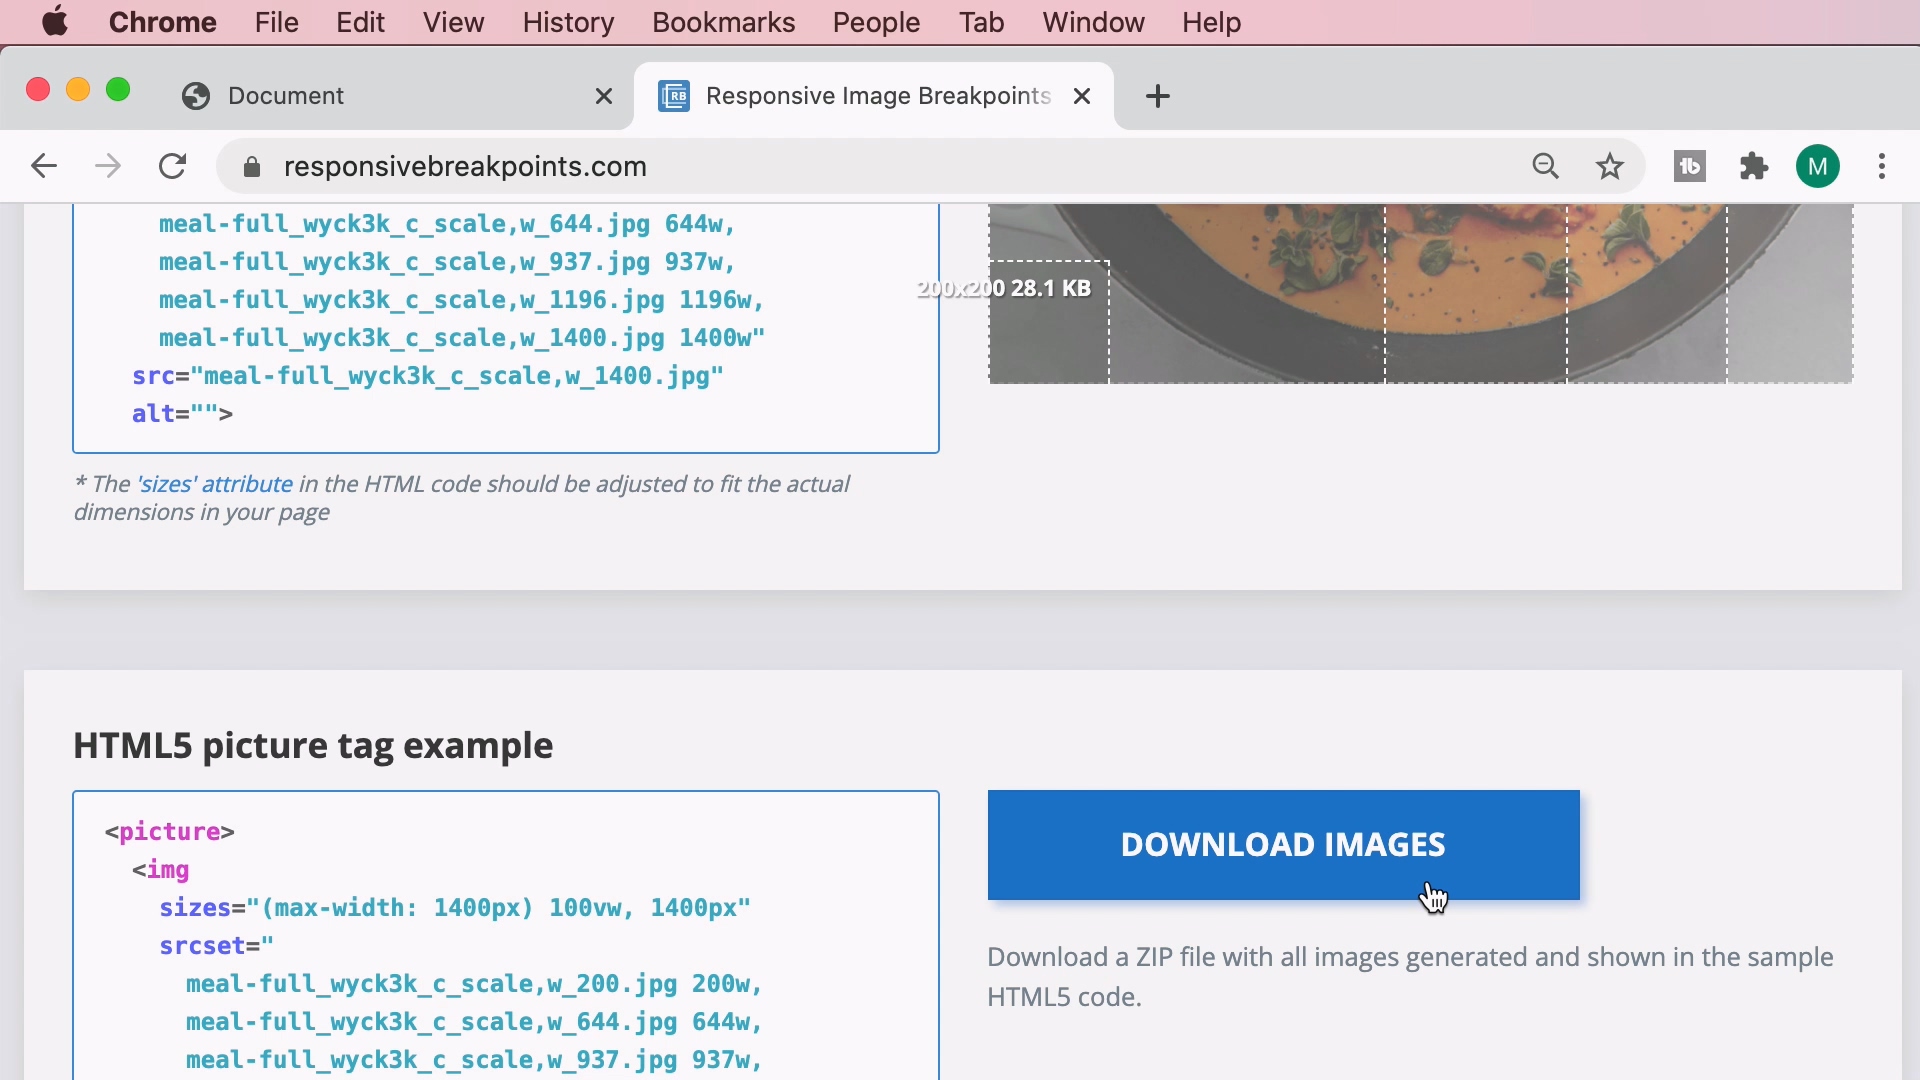 Chrome File Edit View History Bookmarks People Tab Window Help
Document
RB Responsive Image Breakpoints
responsivebreakpoints.com
M
meal-full_wyck3k_c_scale,w_644.jpg 644w,
meal-full_wyck3k_c_scale,w_937.jpg 937w,
meal-full_wyck3k_c_scale,w_1196.jpg 1196w,
meal-full_wyck3k_c_scale,w_1400.jpg 1400w"
src="meal-full_wyck3k_c_scale,w_1400.jpg"
alt="">
* The 'sizes' attribute in the HTML code should be adjusted to fit the actual
dimensions in your page
200x200 28.1 KB
HTML5 picture tag example
<picture>
<img
sizes="(max-width: 1400px) 100vw, 1400px"
srcset="
meal-full_wyck3k_c_scale,w_200.jpg 200w,
meal-full_wyck3k_c_scale,w_644.jpg 644w,
meal-full_wyck3k_c_scale,w_937.jpg 937w,
DOWNLOAD IMAGES
Download a ZIP file with all images generated and shown in the sample
HTML5 code.